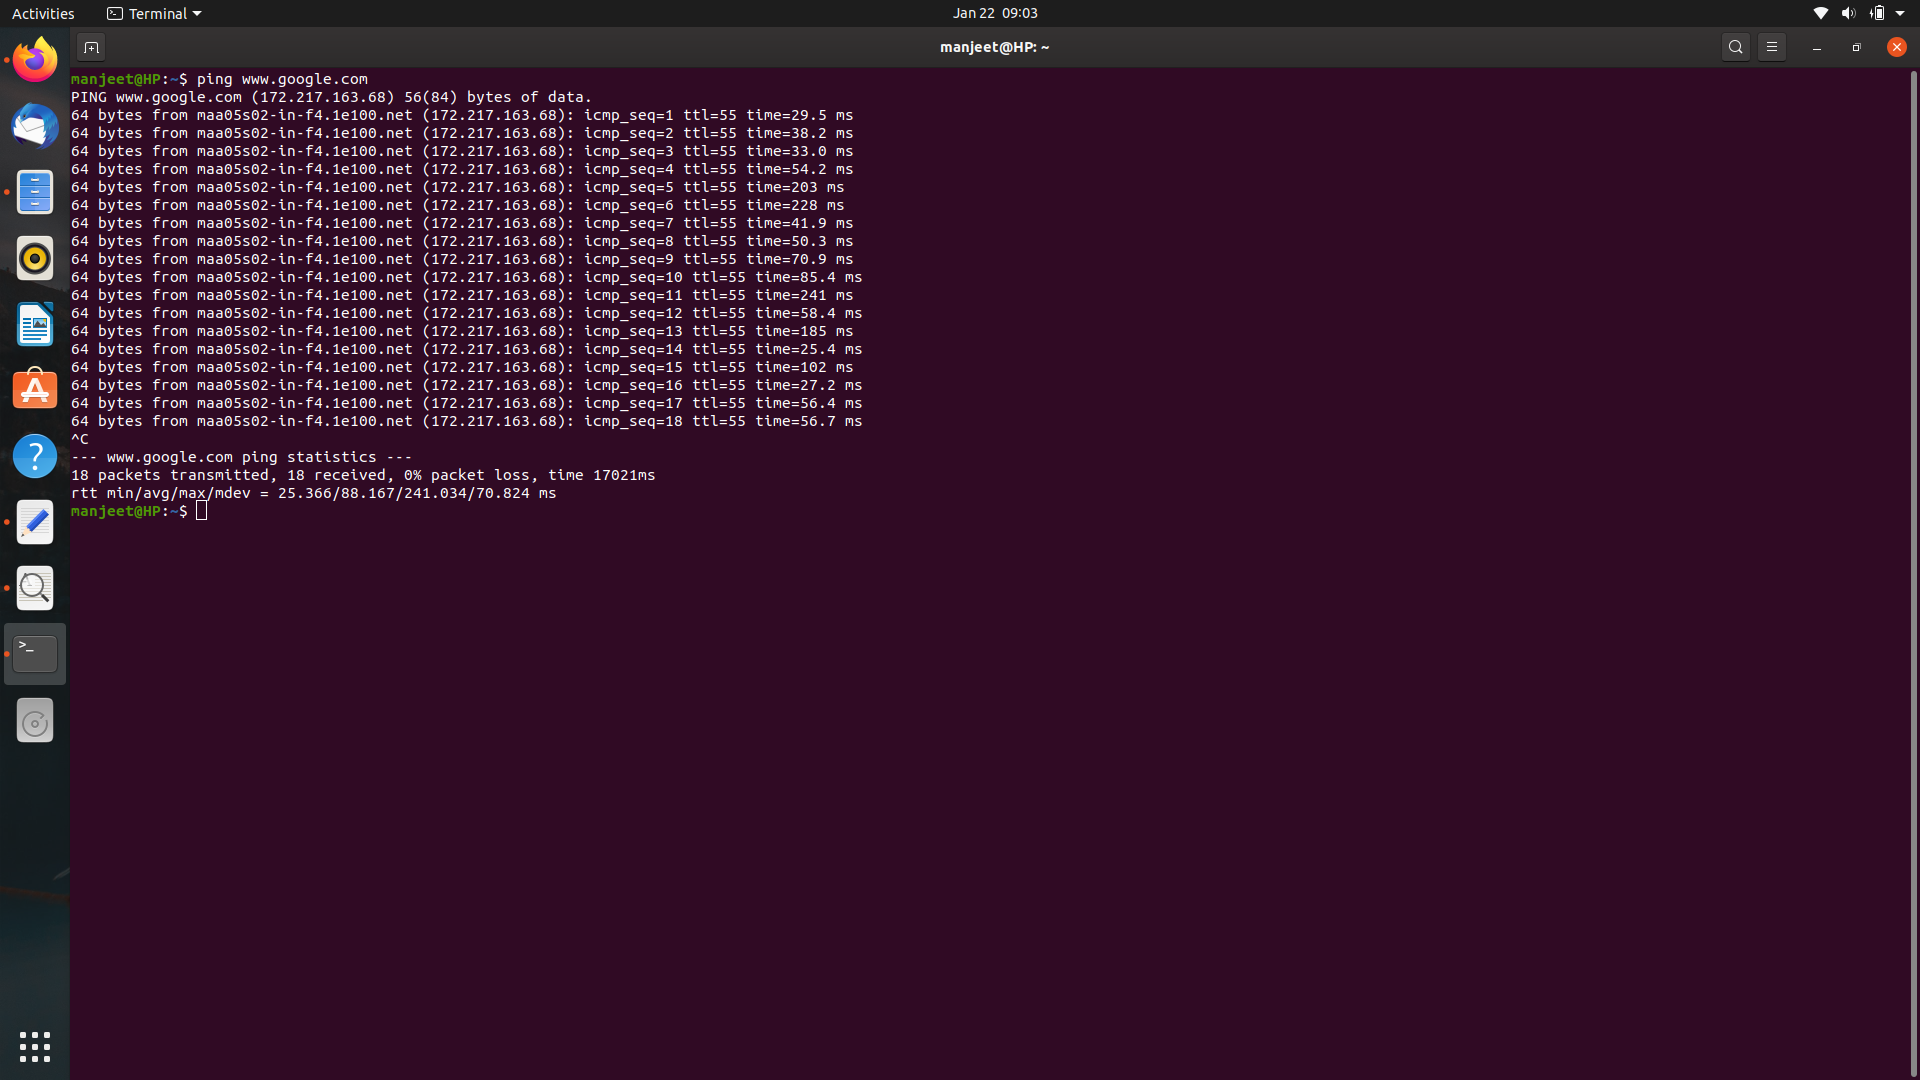 Activities Terminal Jan 22 09:03
manjeet@HP: ~
manjeet@HP:~$ ping www.google.com
PING www.google.com (172.217.163.68) 56(84) bytes of data.
64 bytes from maa05s02-in-f4.1e100.net (172.217.163.68): icmp_seq=1 ttl=55 time=29.5 ms
64 bytes from maa05s02-in-f4.1e100.net (172.217.163.68): icmp_seq=2 ttl=55 time=38.2 ms
64 bytes from maa05s02-in-f4.1e100.net (172.217.163.68): icmp_seq=3 ttl=55 time=33.0 ms
64 bytes from maa05s02-in-f4.1e100.net (172.217.163.68): icmp_seq=4 ttl=55 time=54.2 ms
64 bytes from maa05s02-in-f4.1e100.net (172.217.163.68): icmp_seq=5 ttl=55 time=203 ms
64 bytes from maa05s02-in-f4.1e100.net (172.217.163.68): icmp_seq=6 ttl=55 time=228 ms
64 bytes from maa05s02-in-f4.1e100.net (172.217.163.68): icmp_seq=7 ttl=55 time=41.9 ms
64 bytes from maa05s02-in-f4.1e100.net (172.217.163.68): icmp_seq=8 ttl=55 time=50.3 ms
64 bytes from maa05s02-in-f4.1e100.net (172.217.163.68): icmp_seq=9 ttl=55 time=70.9 ms
64 bytes from maa05s02-in-f4.1e100.net (172.217.163.68): icmp_seq=10 ttl=55 time=85.4 ms
64 bytes from maa05s02-in-f4.1e100.net (172.217.163.68): icmp_seq=11 ttl=55 time=241 ms
64 bytes from maa05s02-in-f4.1e100.net (172.217.163.68): icmp_seq=12 ttl=55 time=58.4 ms
64 bytes from maa05s02-in-f4.1e100.net (172.217.163.68): icmp_seq=13 ttl=55 time=185 ms
64 bytes from maa05s02-in-f4.1e100.net (172.217.163.68): icmp_seq=14 ttl=55 time=25.4 ms
64 bytes from maa05s02-in-f4.1e100.net (172.217.163.68): icmp_seq=15 ttl=55 time=102 ms
64 bytes from maa05s02-in-f4.1e100.net (172.217.163.68): icmp_seq=16 ttl=55 time=27.2 ms
64 bytes from maa05s02-in-f4.1e100.net (172.217.163.68): icmp_seq=17 ttl=55 time=56.4 ms
64 bytes from maa05s02-in-f4.1e100.net (172.217.163.68): icmp_seq=18 ttl=55 time=56.7 ms
^C
--- www.google.com ping statistics ---
18 packets transmitted, 18 received, 0% packet loss, time 17021ms
rtt min/avg/max/mdev = 25.366/88.167/241.034/70.824 ms
manjeet@HP:~$